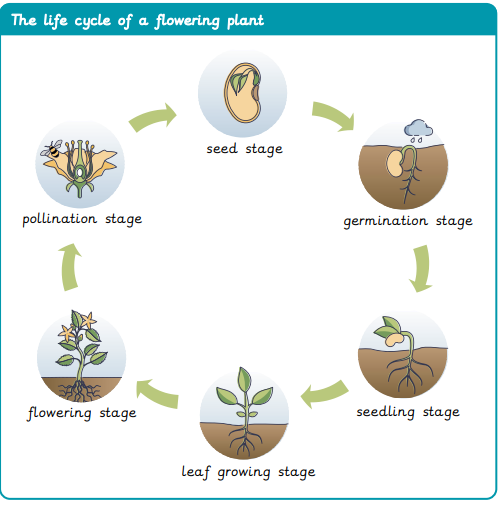 The life cycle of a flowering plant
seed stage
germination stage
seedling stage
leaf growing stage
flowering stage
pollination stage